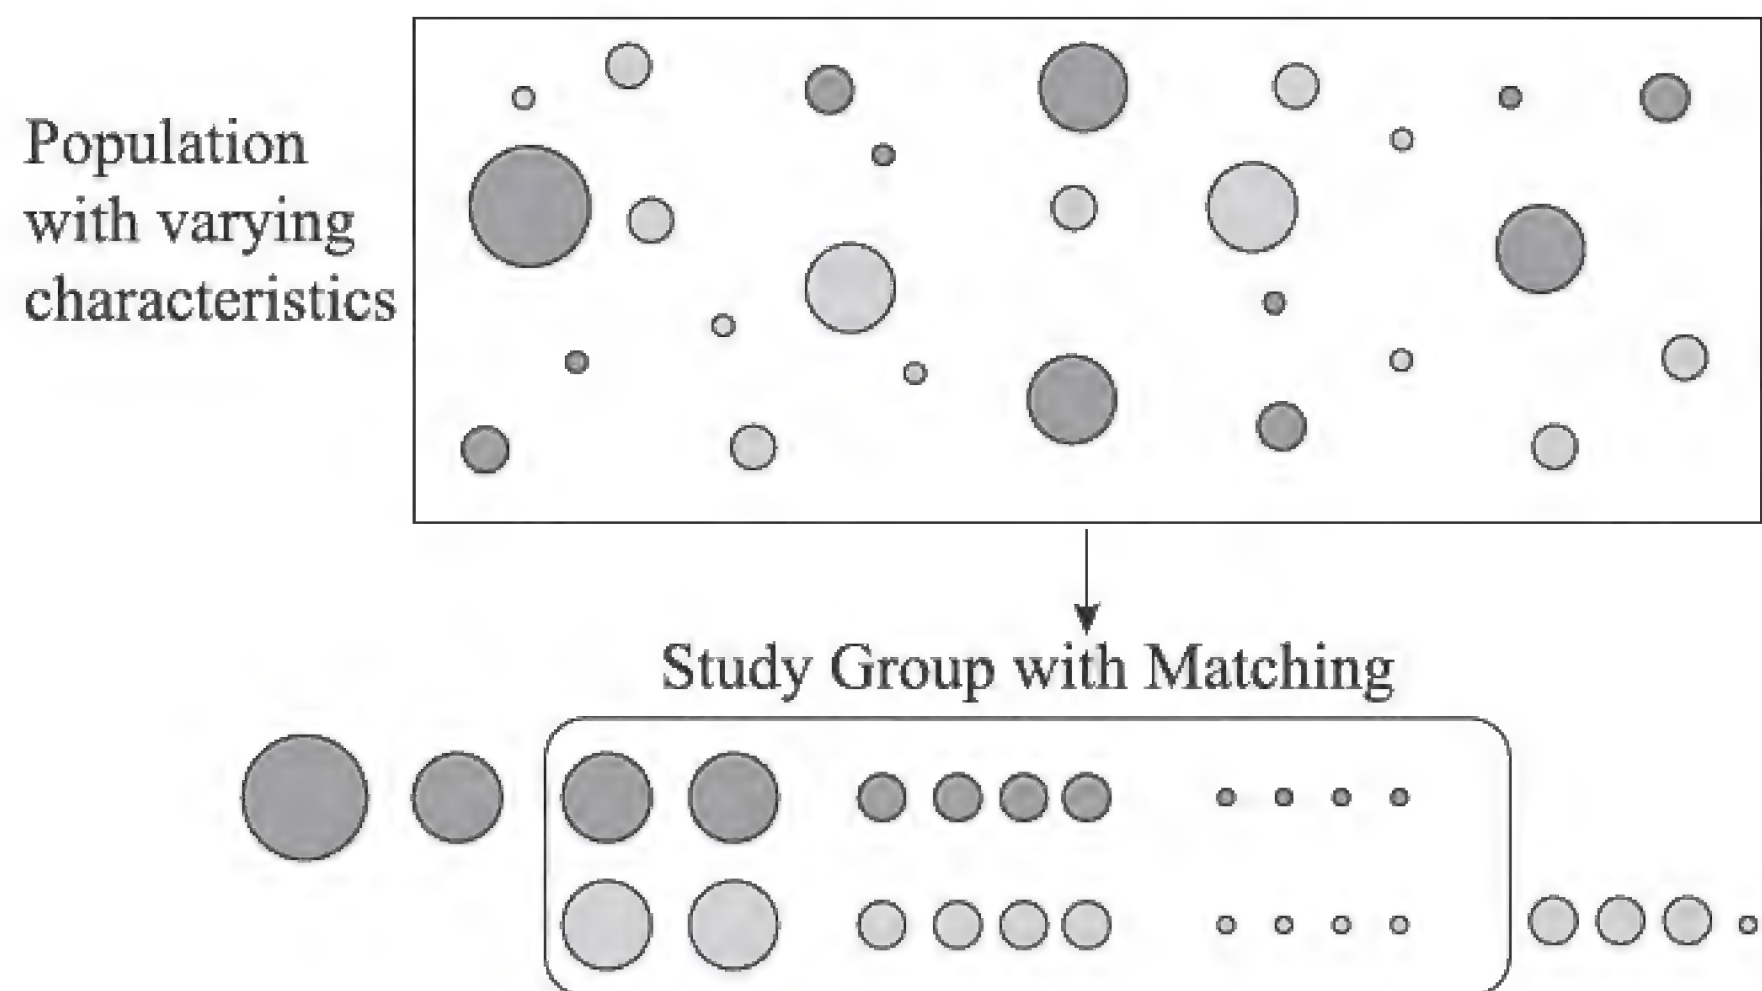 Population
with varying
characteristics
Study Group with Matching